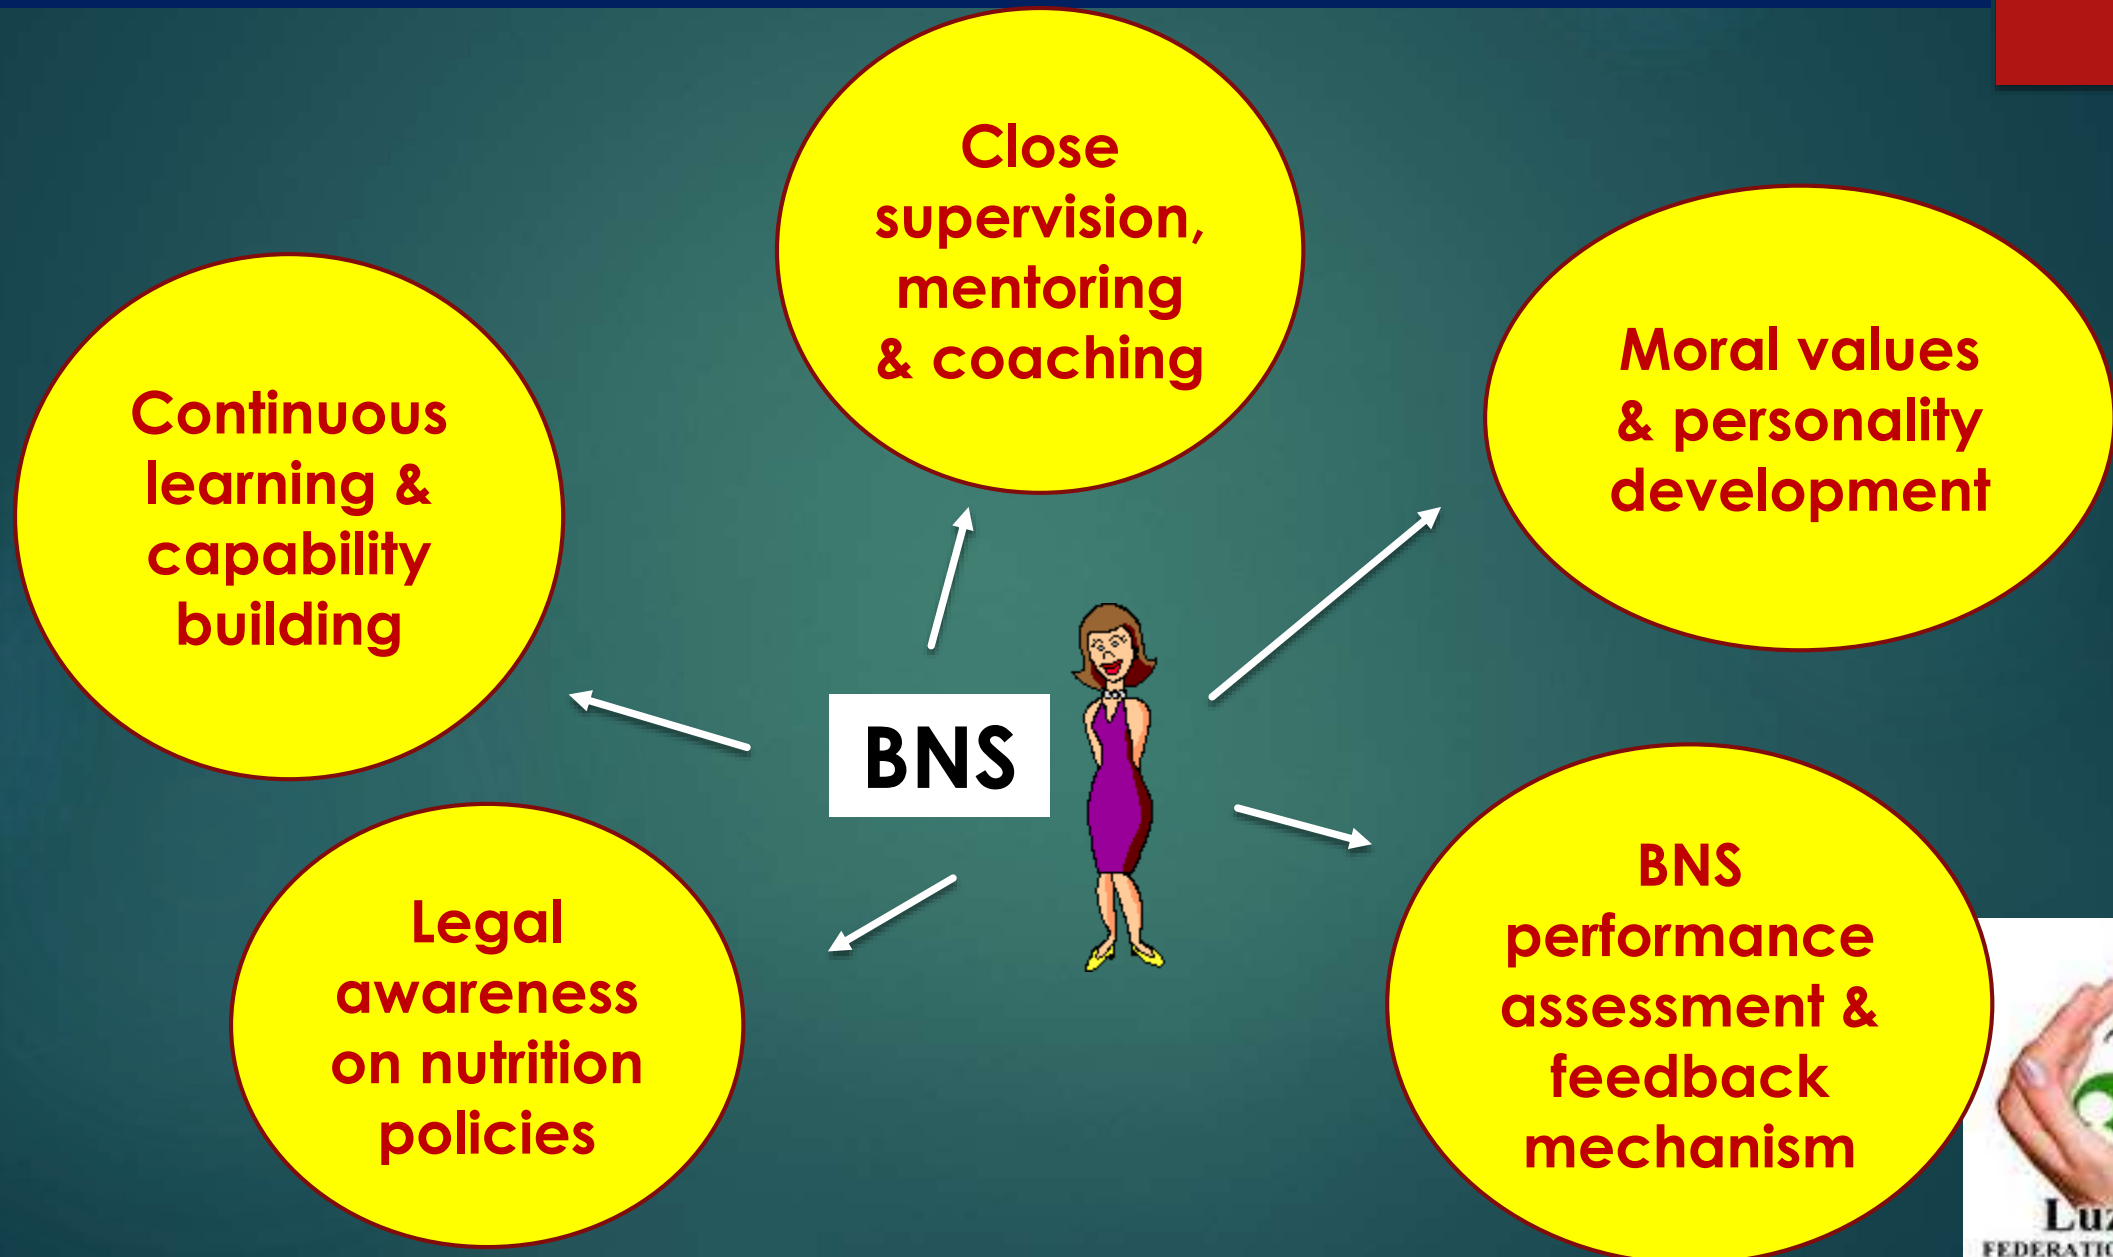 Close
supervision,
mentoring
& coaching
Moral values
& personality
development
Continuous
learning &
capability
building
BNS
Legal
awareness
on nutrition
policies
BNS
performance
assessment &
feedback
mechanism